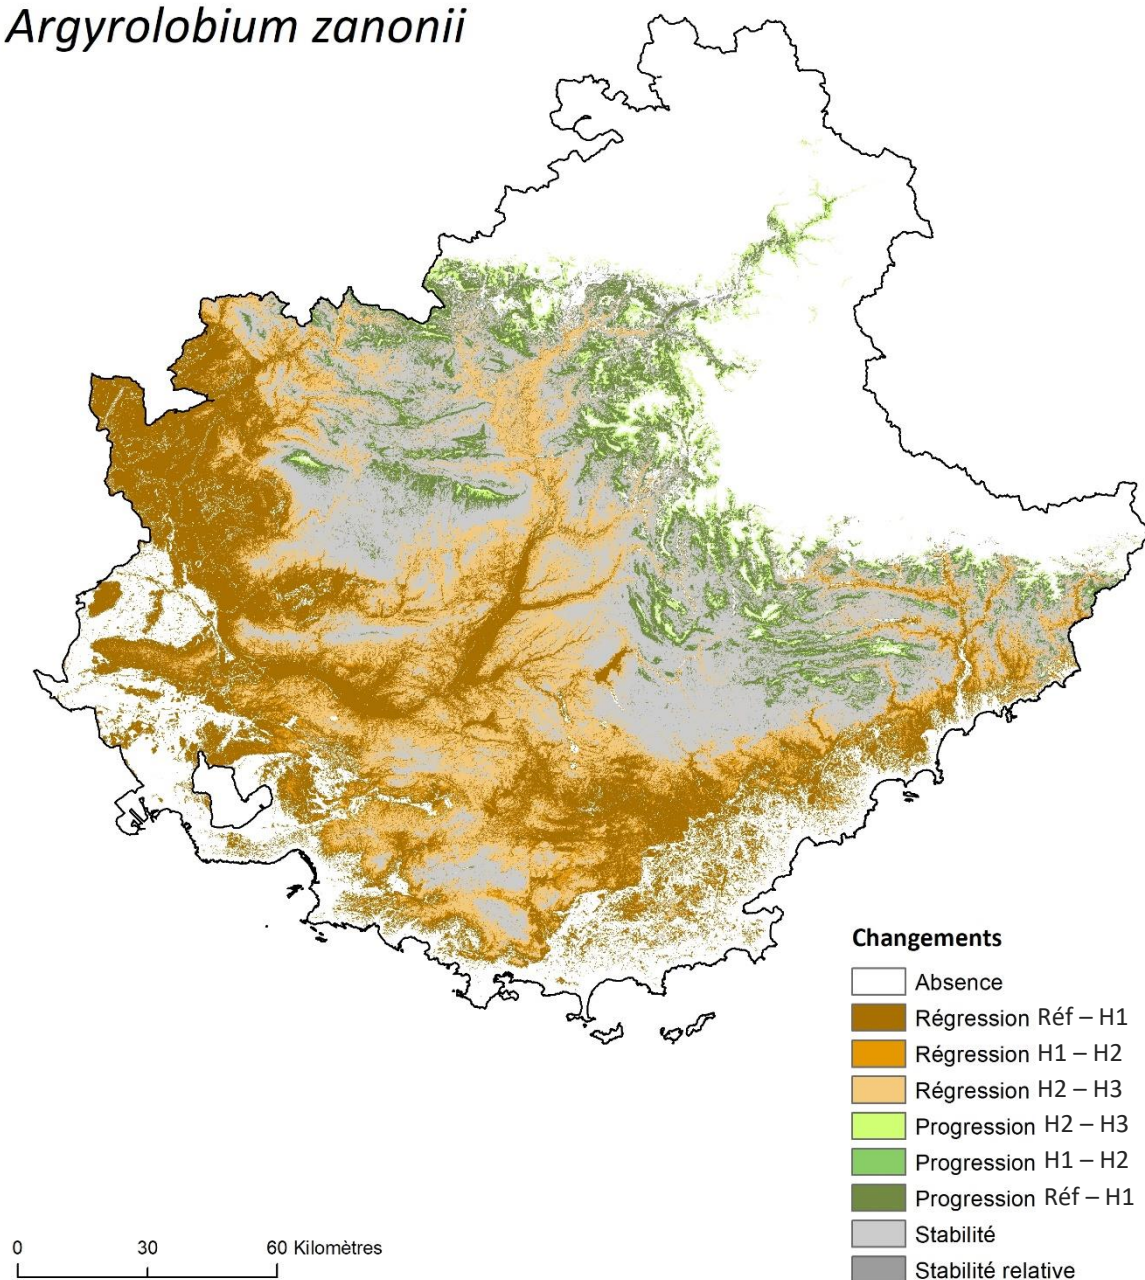 Argyrolobium zanonii
Changements
Absence
Régression Réf – H1
Régression H1 – H2
Régression H2 – H3
Progression H2 – H3
Progression H1 – H2
Progression Réf – H1
Stabilité
Stabilité relative
0 30 60 Kilomètres